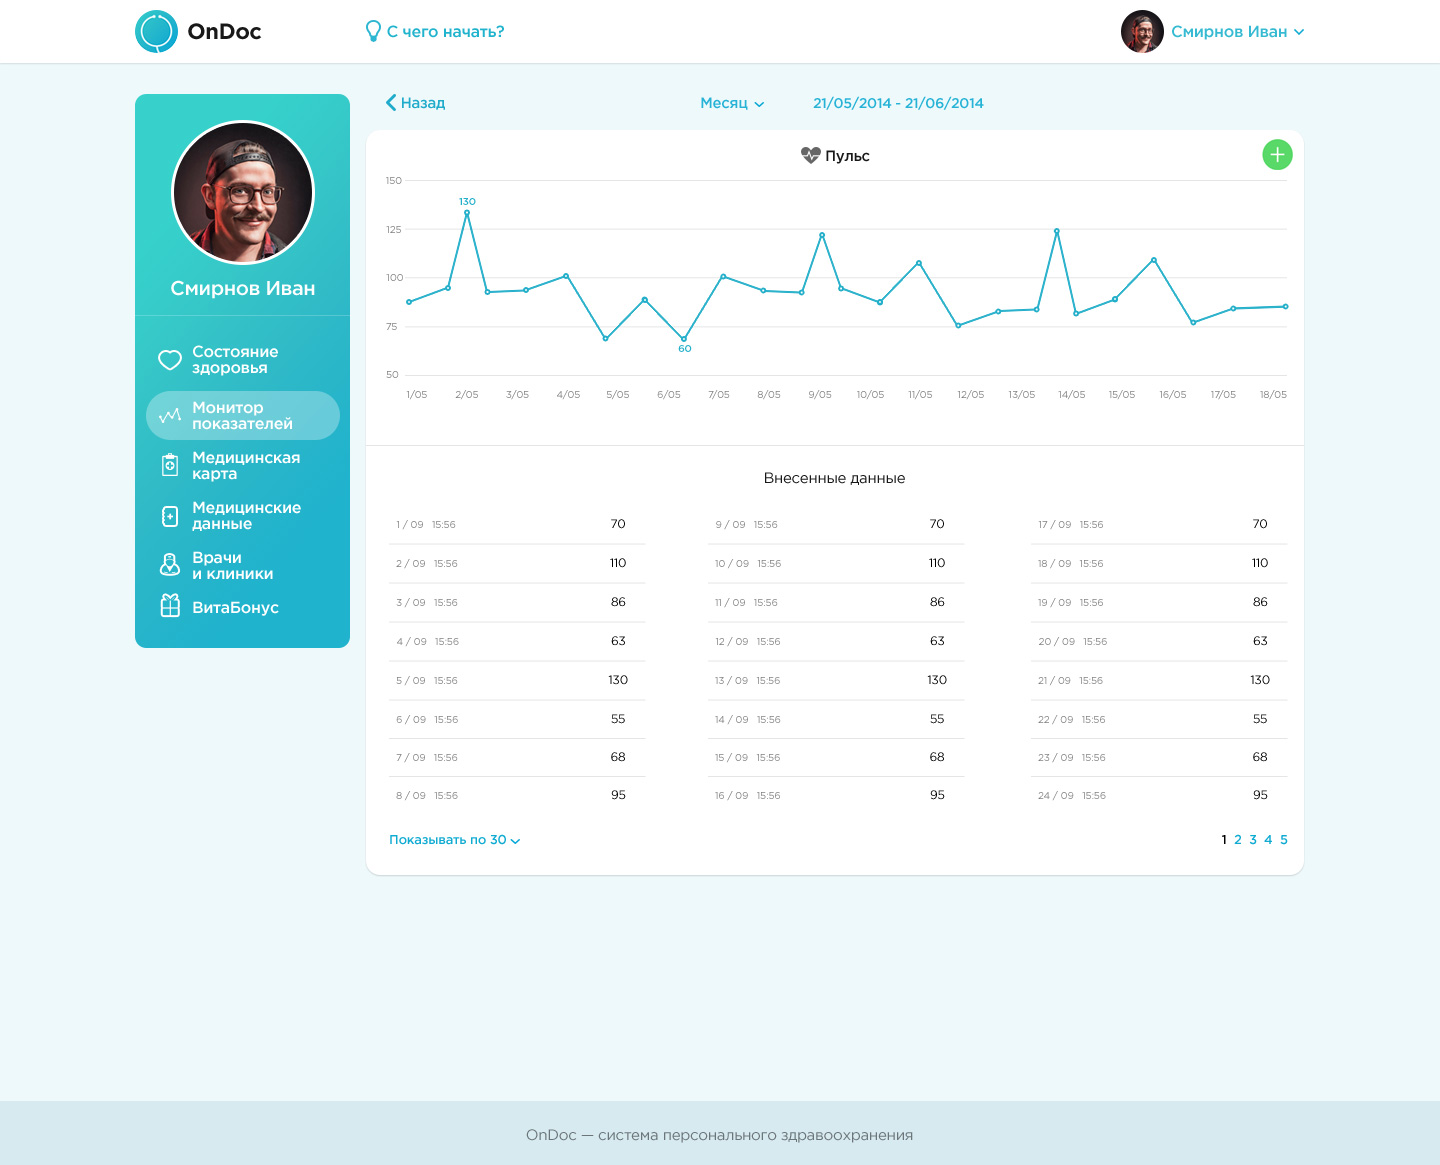 OnDoc
С чего начать?
Смирнов Иван
Смирнов Иван
Состояние
здоровья
Монитор
показателей
Медицинская
карта
Медицинские
данные
Врачи
и клиники
ВитаБонус
Назад
Месяц
21/05/2014 - 21/06/2014
Пульс
150
125
100
75
50
130
60
1/05 2/05 3/05 4/05 5/05 6/05 7/05 8/05 9/05 10/05 11/05 12/05 13/05 14/05 15/05 16/05 17/05 18/05
Внесенные данные
1 / 09 15:56 70
2 / 09 15:56 110
3 / 09 15:56 86
4 / 09 15:56 63
5 / 09 15:56 130
6 / 09 15:56 55
7 / 09 15:56 68
8 / 09 15:56 95
9 / 09 15:56 70
10 / 09 15:56 110
11 / 09 15:56 86
12 / 09 15:56 63
13 / 09 15:56 130
14 / 09 15:56 55
15 / 09 15:56 68
16 / 09 15:56 95
17 / 09 15:56 70
18 / 09 15:56 110
19 / 09 15:56 86
20 / 09 15:56 63
21 / 09 15:56 130
22 / 09 15:56 55
23 / 09 15:56 68
24 / 09 15:56 95
Показывать по 30
1 2 3 4 5
OnDoc — система персонального здравоохранения